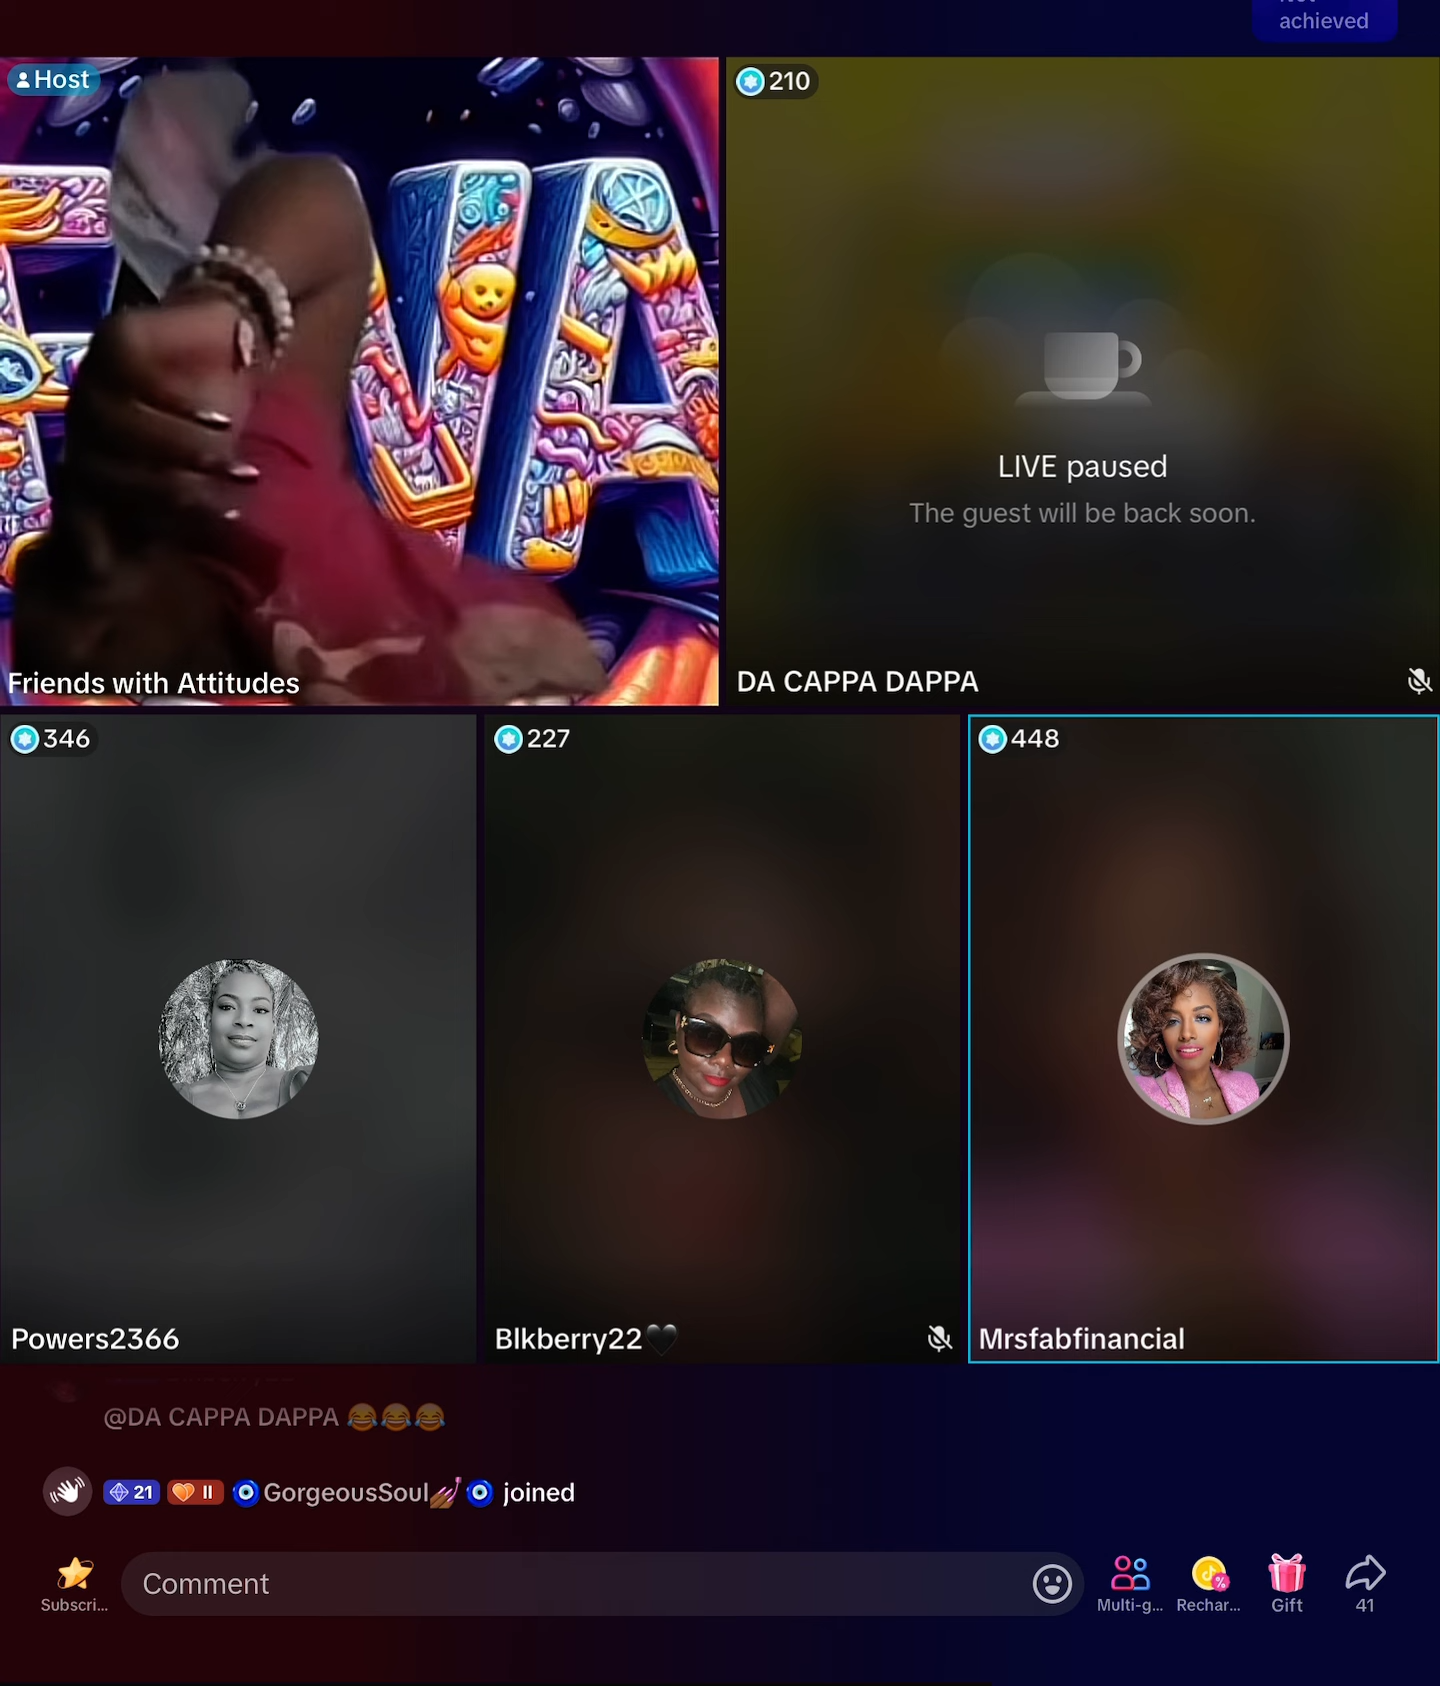 achieved
Host
210
LIVE paused
The guest will be back soon.
Friends with Attitudes
DA CAPPA DAPPA
346
227
448
Powers2366
Blkberry22🖤
Mrsfabfinancial
@DA CAPPA DAPPA 😂😂😂
21 II 🧿GorgeousSoul💅🏾🧿 joined
Comment
Subscri...
Multi-g...
Rechar...
Gift
41